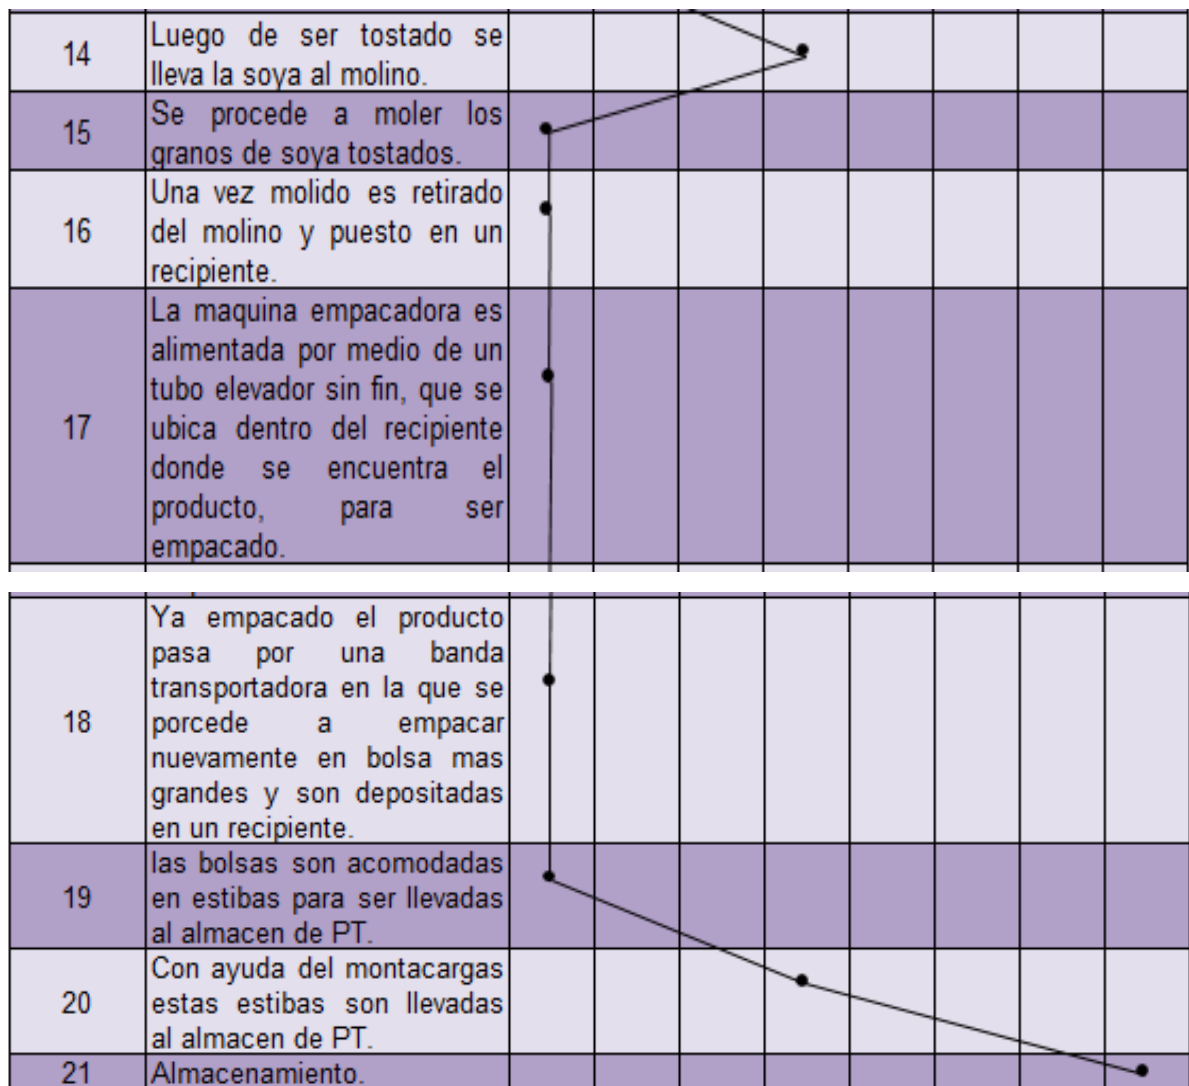 14
Luego de ser tostado se
lleva la soya al molino.
15
Se procede a moler los
granos de soya tostados.
16
Una vez molido es retirado
del molino y puesto en un
recipiente.
17
La maquina empacadora es
alimentada por medio de un
tubo elevador sin fin, que se
ubica dentro del recipiente
donde se encuentra el
producto, para ser
empacado.
18
Ya empacado el producto
pasa por una banda
transportadora en la que se
porcede a empacar
nuevamente en bolsa mas
grandes y son depositadas
en un recipiente.
19
las bolsas son acomodadas
en estibas para ser llevadas
al almacen de PT.
20
Con ayuda del montacargas
estas estibas son llevadas
al almacen de PT.
21
Almacenamiento.